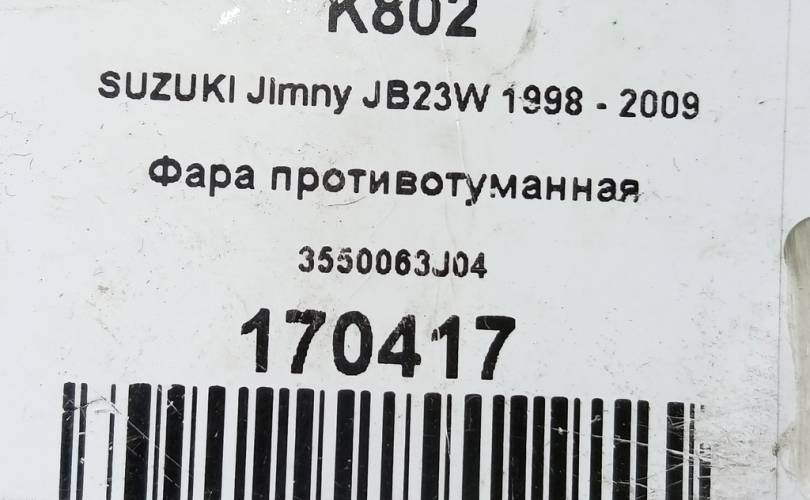 K802
SUZUKI Jimny JB23W 1998 - 2009
Фара противотуманная
3550063J04
170417